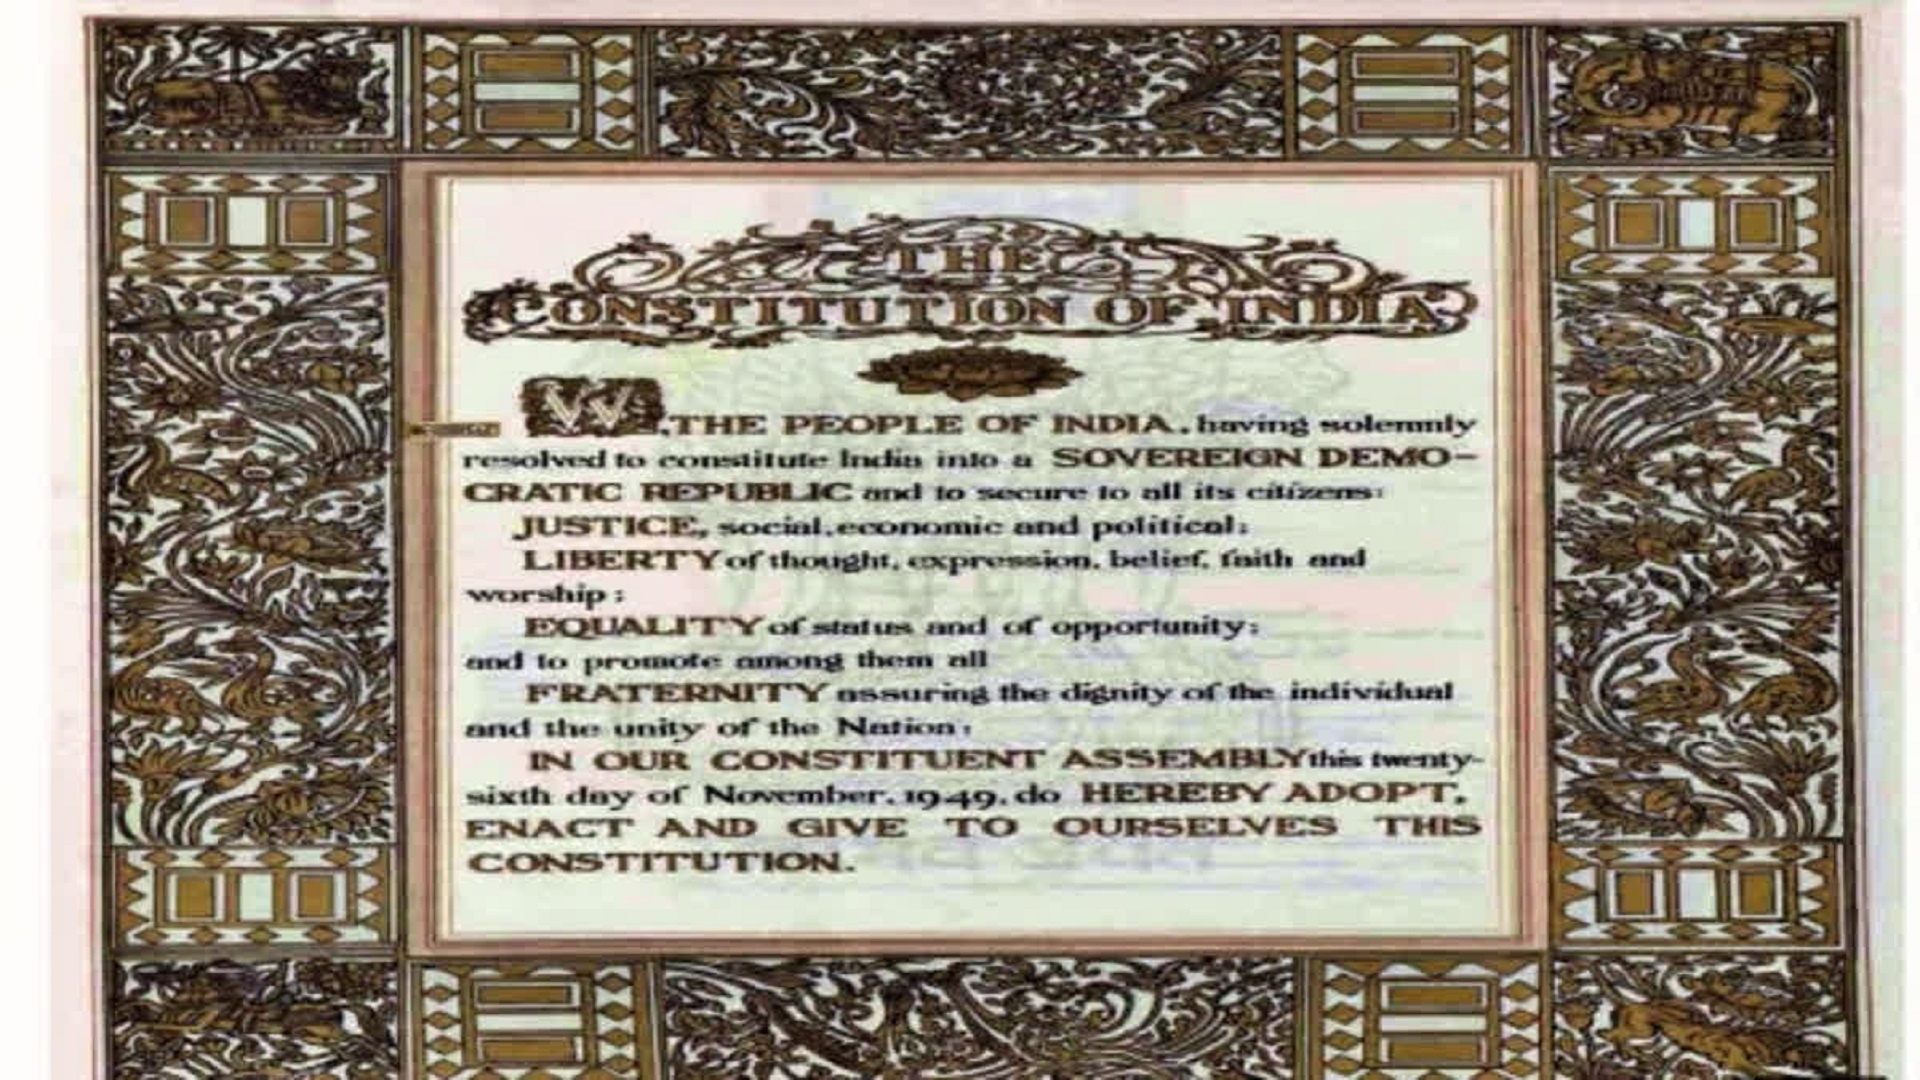 THE
CONSTITUTION OF INDIA
WE, THE PEOPLE OF INDIA, having solemnly
resolved to constitute India into a SOVEREIGN DEMO-
CRATIC REPUBLIC and to secure to all its citizens:
JUSTICE, social, economic and political;
LIBERTY of thought, expression, belief, faith and
worship;
EQUALITY of status and of opportunity;
and to promote among them all
FRATERNITY assuring the dignity of the individual
and the unity of the Nation;
IN OUR CONSTITUENT ASSEMBLY this twenty-
sixth day of November, 1949, do HEREBY ADOPT,
ENACT AND GIVE TO OURSELVES THIS
CONSTITUTION.